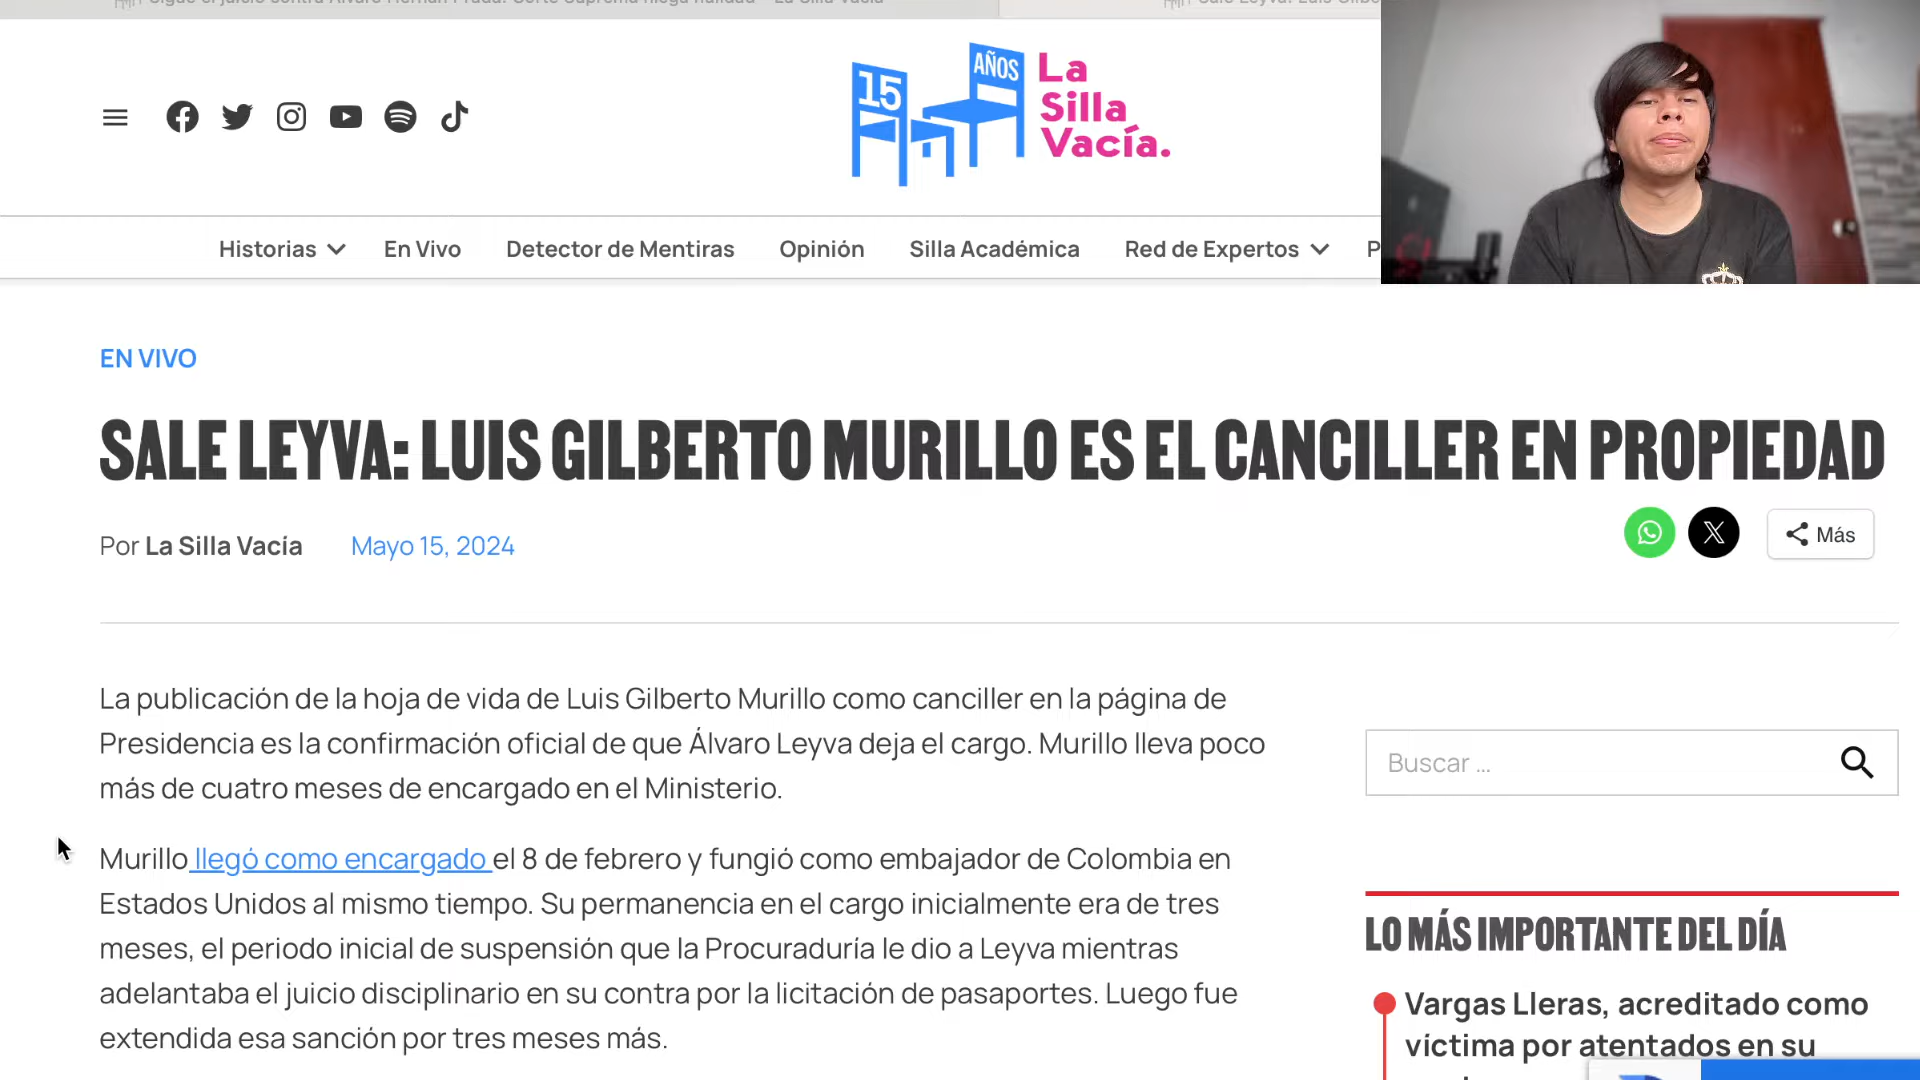 15 AÑOS
La
Silla
Vacía.
Historias
En Vivo
Detector de Mentiras
Opinión
Silla Académica
Red de Expertos
P
EN VIVO
SALE LEYVA: LUIS GILBERTO MURILLO ES EL CANCILLER EN PROPIEDAD
Por La Silla Vacía
Mayo 15, 2024
Más
La publicación de la hoja de vida de Luis Gilberto Murillo como canciller en la página de
Presidencia es la confirmación oficial de que Álvaro Leyva deja el cargo. Murillo lleva poco
más de cuatro meses de encargado en el Ministerio.
Murillo llegó como encargado el 8 de febrero y fungió como embajador de Colombia en
Estados Unidos al mismo tiempo. Su permanencia en el cargo inicialmente era de tres
meses, el periodo inicial de suspensión que la Procuraduría le dio a Leyva mientras
adelantaba el juicio disciplinario en su contra por la licitación de pasaportes. Luego fue
extendida esa sanción por tres meses más.
Buscar ...
LO MÁS IMPORTANTE DEL DÍA
Vargas Lleras, acreditado como
víctima por atentados en su